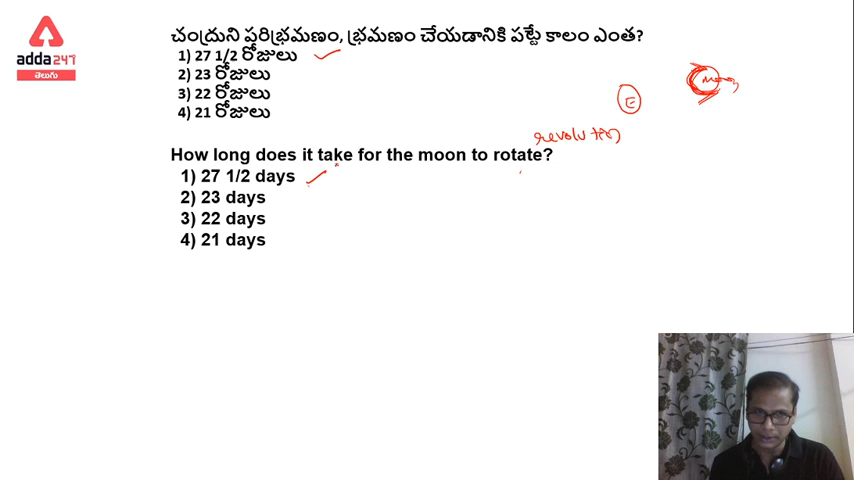 adda247
తెలుగు
చంద్రుని పరిభ్రమణం, భ్రమణం చేయడానికి పట్టే కాలం ఎంత?
1) 27 1/2 రోజులు
2) 23 రోజులు
3) 22 రోజులు
4) 21 రోజులు
E
revolution
How long does it take for the moon to rotate?
1) 27 1/2 days
2) 23 days
3) 22 days
4) 21 days